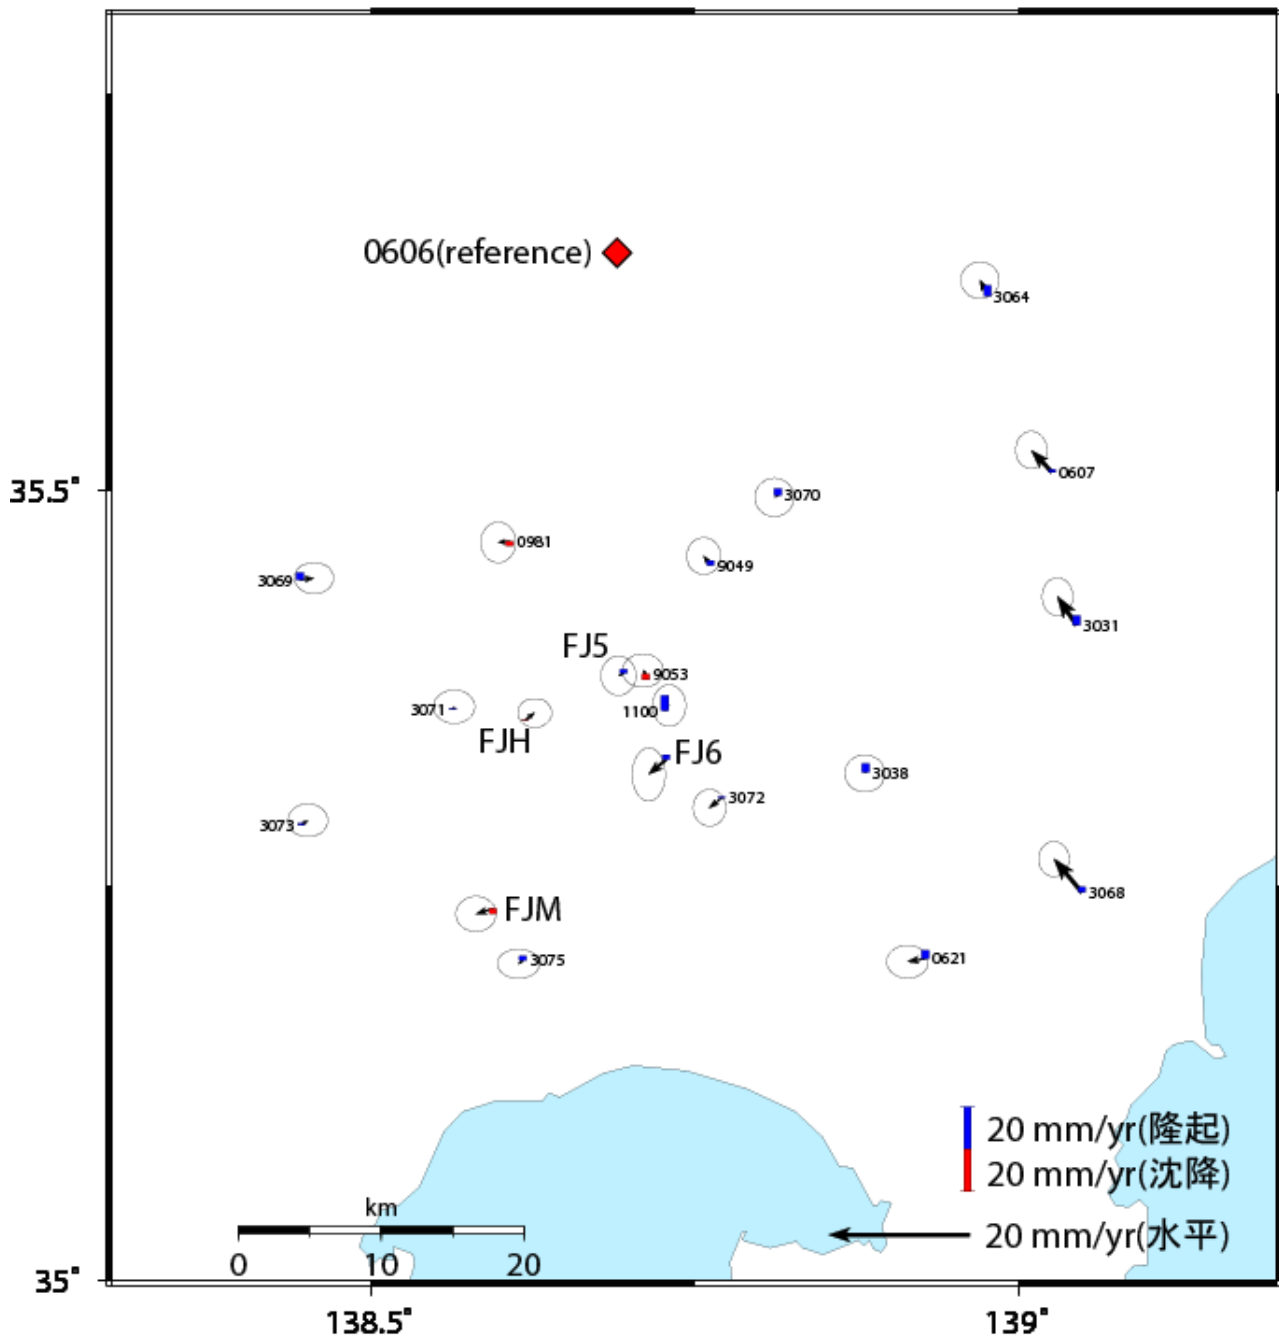 0606(reference)
3064
0607
35.5°
3070
0981
9049
3069
3031
FJ5
9053
3071
1100
FJH
FJ6
3038
3072
3073
3068
FJM
3075
0621
20 mm/yr(隆起)
20 mm/yr(沈降)
km
20 mm/yr(水平)
0 10 20
35°
138.5° 139°